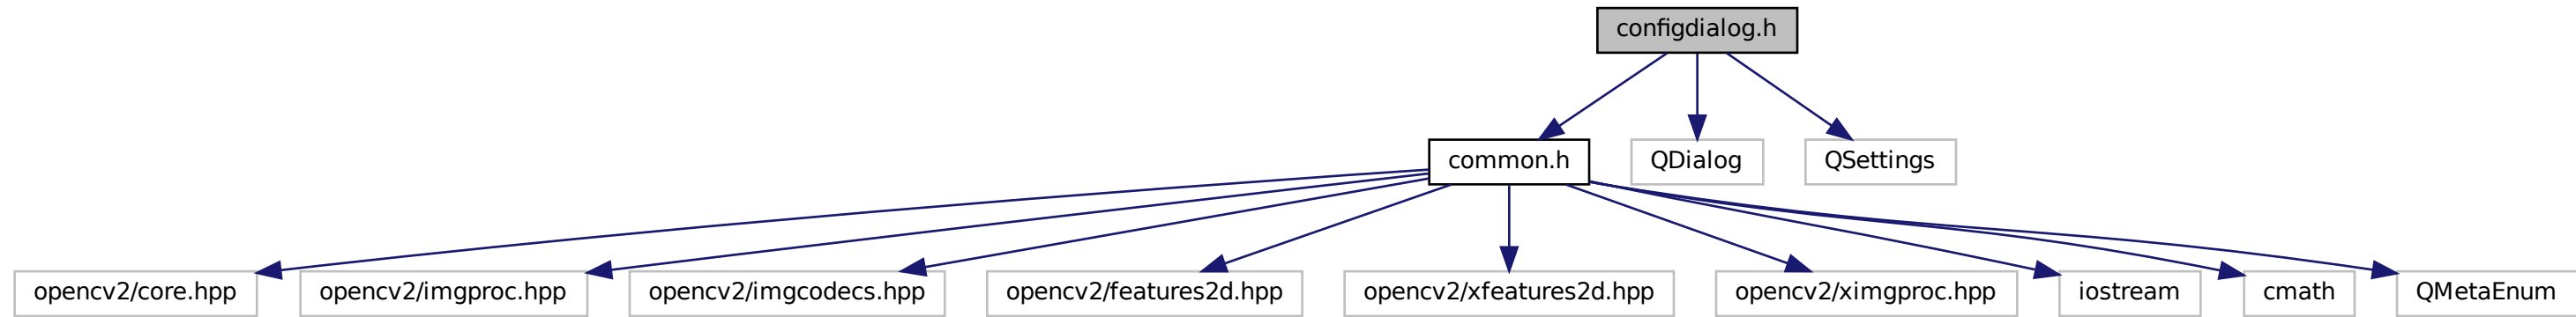 configdialog.h
common.h
QDialog
QSettings
opencv2/core.hpp
opencv2/imgproc.hpp
opencv2/imgcodecs.hpp
opencv2/features2d.hpp
opencv2/xfeatures2d.hpp
opencv2/ximgproc.hpp
iostream
cmath
QMetaEnum